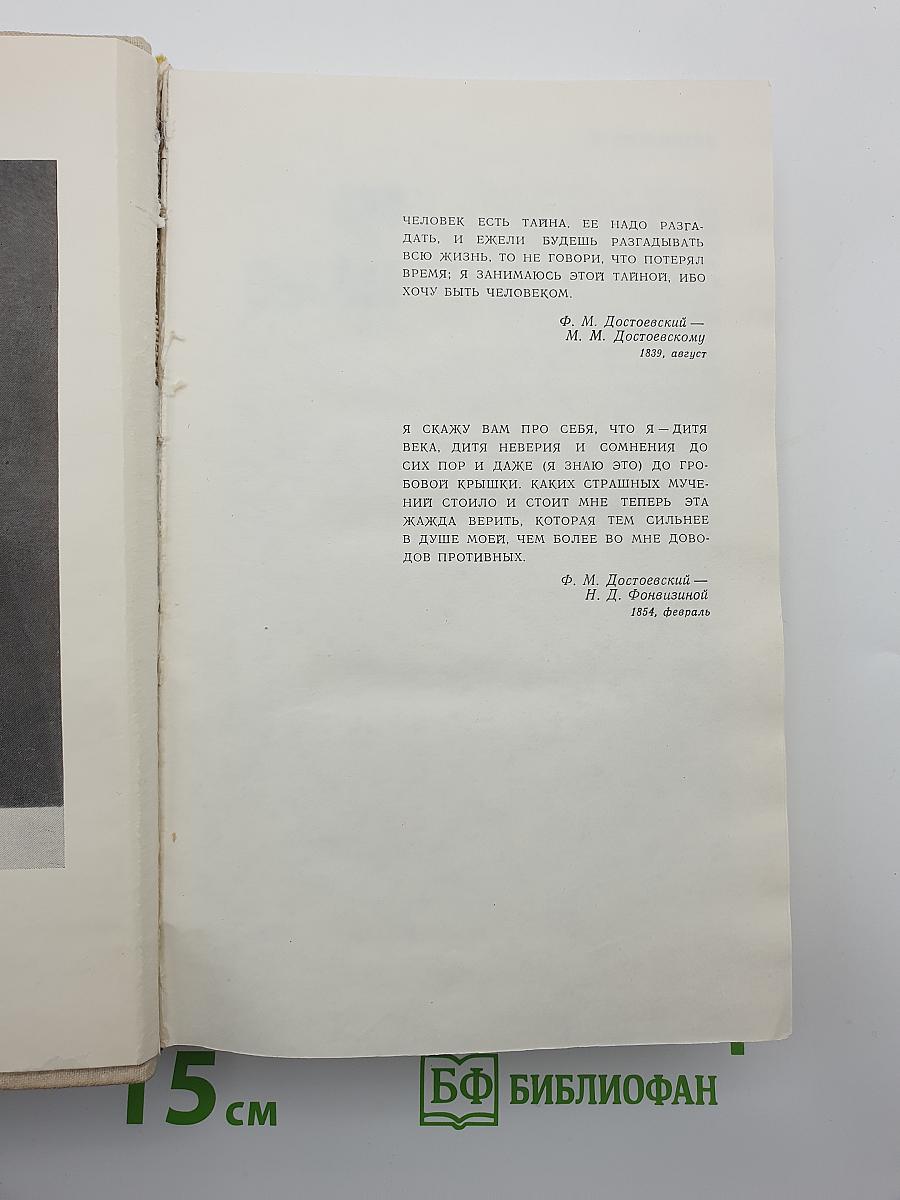 ЧЕЛОВЕК ЕСТЬ ТАЙНА, ЕЕ НАДО РАЗГА-
ДАТЬ, И ЕЖЕЛИ БУДЕШЬ РАЗГАДЫВАТЬ
ВСЮ ЖИЗНЬ, ТО НЕ ГОВОРИ, ЧТО ПОТЕРЯЛ
ВРЕМЯ; Я ЗАНИМАЮСЬ ЭТОЙ ТАЙНОЙ, ИБО
ХОЧУ БЫТЬ ЧЕЛОВЕКОМ.
Ф. М. Достоевский —
М. М. Достоевскому
1839, август
Я СКАЖУ ВАМ ПРО СЕБЯ, ЧТО Я — ДИТЯ
ВЕКА, ДИТЯ НЕВЕРИЯ И СОМНЕНИЯ ДО
СИХ ПОР И ДАЖЕ (Я ЗНАЮ ЭТО) ДО ГРО-
БОВОЙ КРЫШКИ. КАКИХ СТРАШНЫХ МУЧЕ-
НИЙ СТОИЛО И СТОИТ МНЕ ТЕПЕРЬ ЭТА
ЖАЖДА ВЕРИТЬ, КОТОРАЯ ТЕМ СИЛЬНЕЕ
В ДУШЕ МОЕЙ, ЧЕМ БОЛЕЕ ВО МНЕ ДОВО-
ДОВ ПРОТИВНЫХ.
Ф. М. Достоевский —
Н. Д. Фонвизиной
1854, февраль
15 см
БФ БИБЛИОФАН